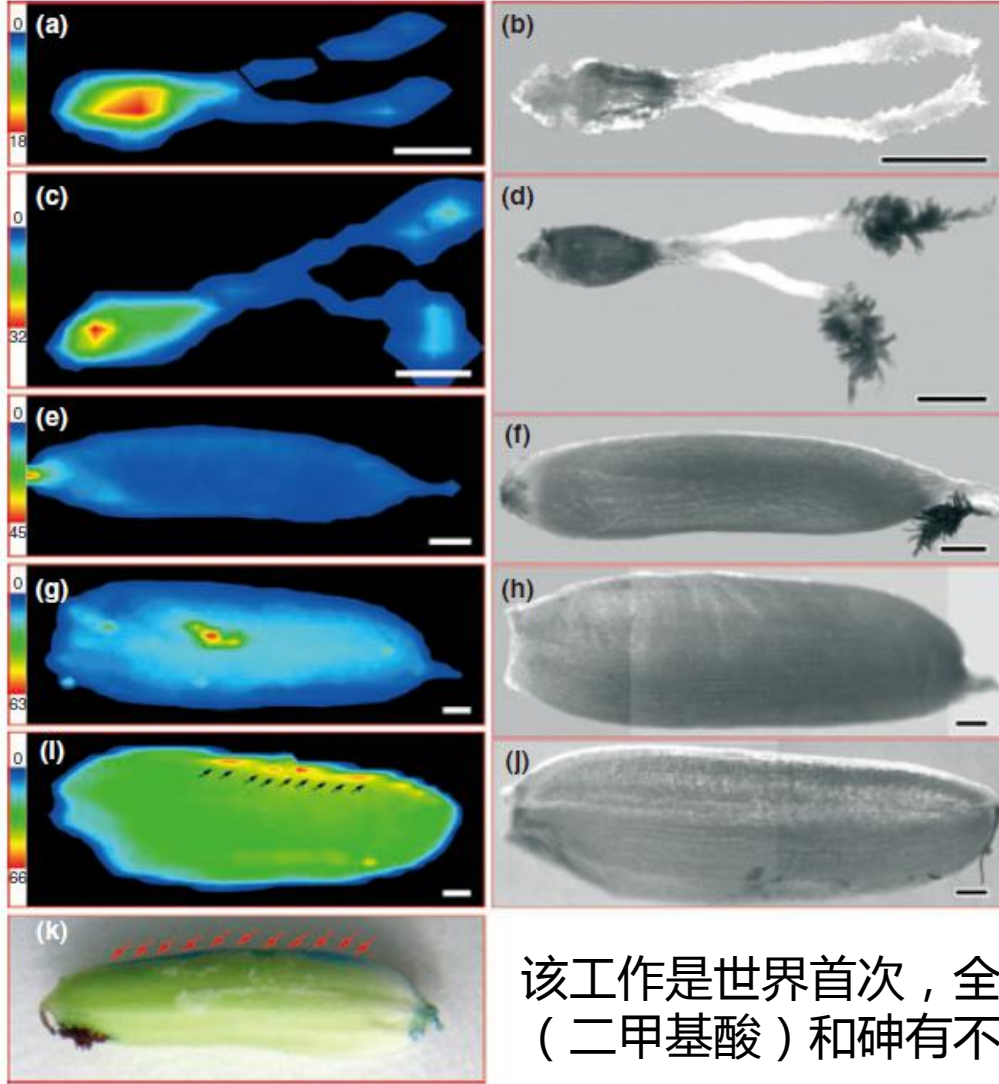 0
18
(a)
(b)
0
32
(c)
(d)
0
45
(e)
(f)
0
63
(g)
(h)
0
66
(i)
(j)
(k)
该工作是世界首次，全
（二甲基酸）和砷有不